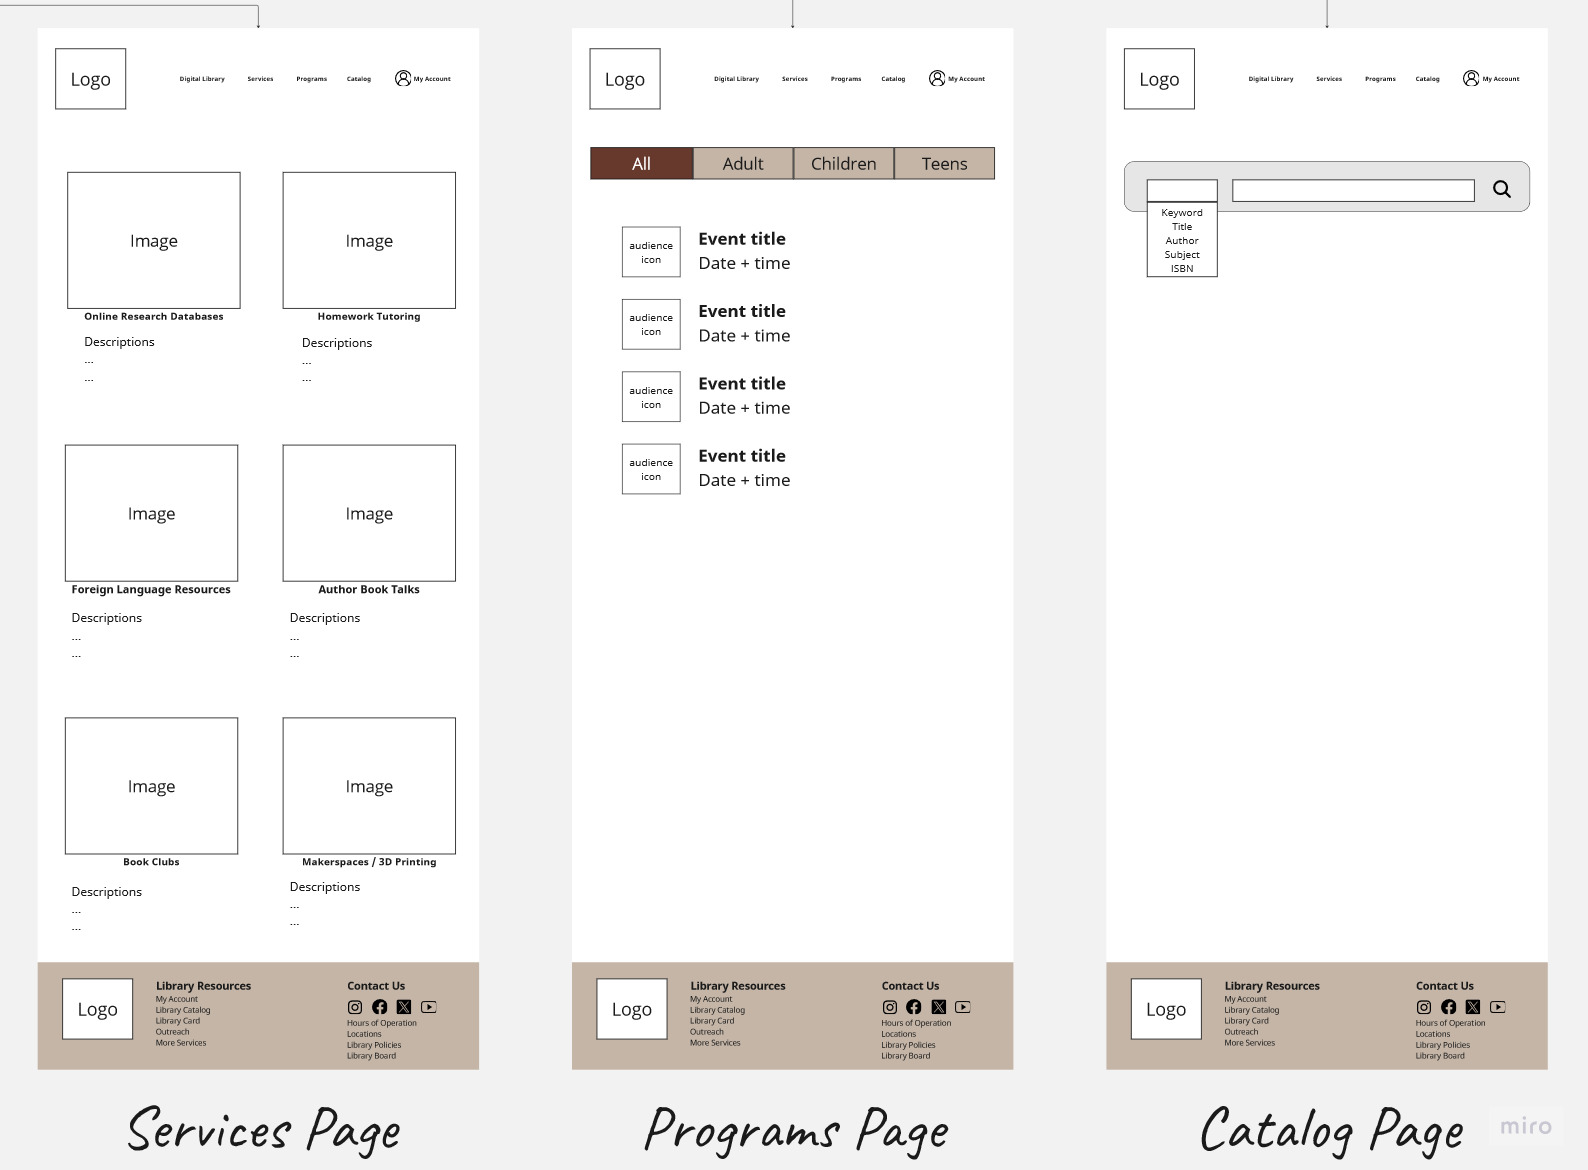 Logo
Digital Library Services Programs Catalog My Account
Image Image
Online Research Databases Homework Tutoring
Descriptions Descriptions
... ...
... ...
Image Image
Foreign Language Resources Author Book Talks
Descriptions Descriptions
... ...
... ...
Image Image
Book Clubs Makerspaces / 3D Printing
Descriptions Descriptions
... ...
... ...
Logo
Library Resources
My Account
Library Catalog
Library Card
Outreach
More Services
Contact Us
Hours of Operation
Locations
Library Policies
Library Board
Services Page
Logo
Digital Library Services Programs Catalog My Account
All Adult Children Teens
audience
icon
Event title
Date + time
audience
icon
Event title
Date + time
audience
icon
Event title
Date + time
audience
icon
Event title
Date + time
Logo
Library Resources
My Account
Library Catalog
Library Card
Outreach
More Services
Contact Us
Hours of Operation
Locations
Library Policies
Library Board
Programs Page
Logo
Digital Library Services Programs Catalog My Account
Keyword
Title
Author
Subject
ISBN
Logo
Library Resources
My Account
Library Catalog
Library Card
Outreach
More Services
Contact Us
Hours of Operation
Locations
Library Policies
Library Board
Catalog Page
miro